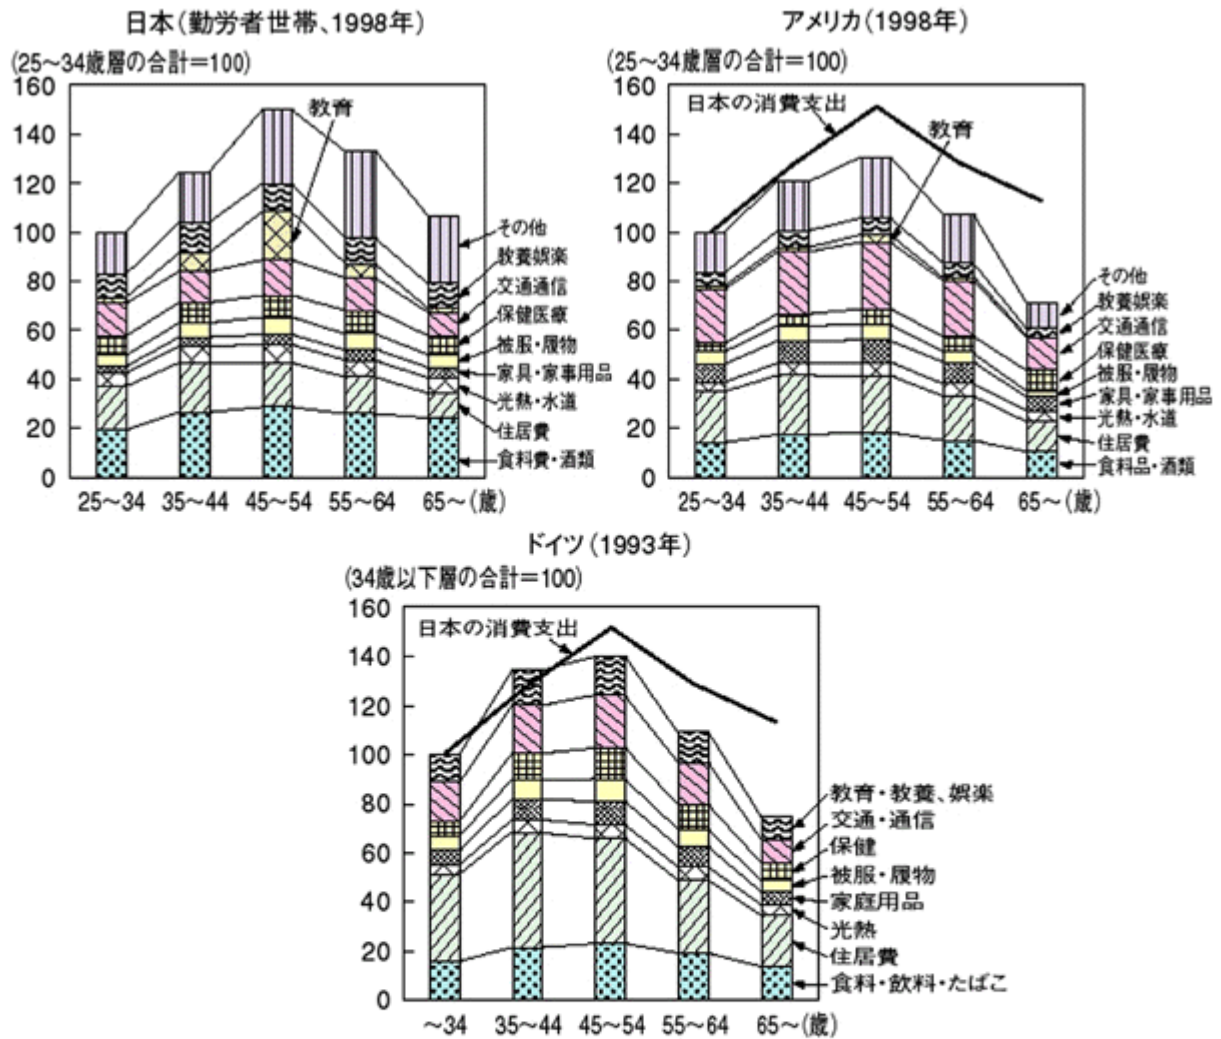 日本(勤労者世帯、1998年)
(25～34歳層の合計＝100)
160
140
120
100
80
60
40
20
0
教育
その他
教養娯楽
交通通信
保健医療
被服・履物
家具・家事用品
光熱・水道
住居費
食料費・酒類
25～34 35～44 45～54 55～64 65～(歳)
アメリカ(1998年)
(25～34歳層の合計＝100)
160
140
120
100
80
60
40
20
0
日本の消費支出
教育
その他
教養娯楽
交通通信
保健医療
被服・履物
家具・家事用品
光熱・水道
住居費
食料品・酒類
25～34 35～44 45～54 55～64 65～(歳)
ドイツ(1993年)
(34歳以下層の合計＝100)
160
140
120
100
80
60
40
20
0
日本の消費支出
教育・教養、娯楽
交通・通信
保健
被服・履物
家庭用品
光熱
住居費
食料・飲料・たばこ
～34 35～44 45～54 55～64 65～(歳)